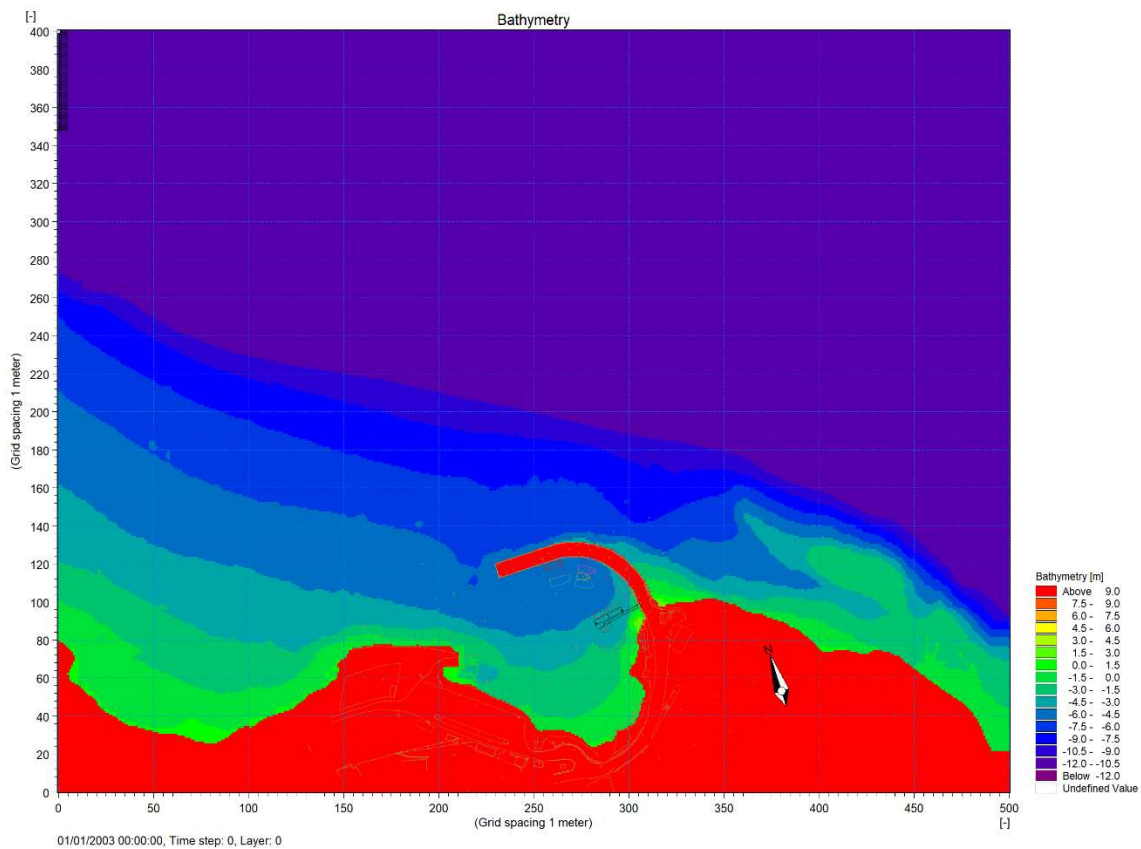 [-]
Bathymetry
400
380
360
340
320
300
280
260
240
220
200
180
160
140
120
100
80
60
40
20
0
(Grid spacing 1 meter)
0 50 100 150 200 250 300 350 400 450 500
(Grid spacing 1 meter) [-]
N
Bathymetry [m]
Above 9.0
7.5 - 9.0
6.0 - 7.5
4.5 - 6.0
3.0 - 4.5
1.5 - 3.0
0.0 - 1.5
-1.5 - 0.0
-3.0 - -1.5
-4.5 - -3.0
-6.0 - -4.5
-7.5 - -6.0
-9.0 - -7.5
-10.5 - -9.0
-12.0 - -10.5
Below -12.0
Undefined Value
01/01/2003 00:00:00, Time step: 0, Layer: 0